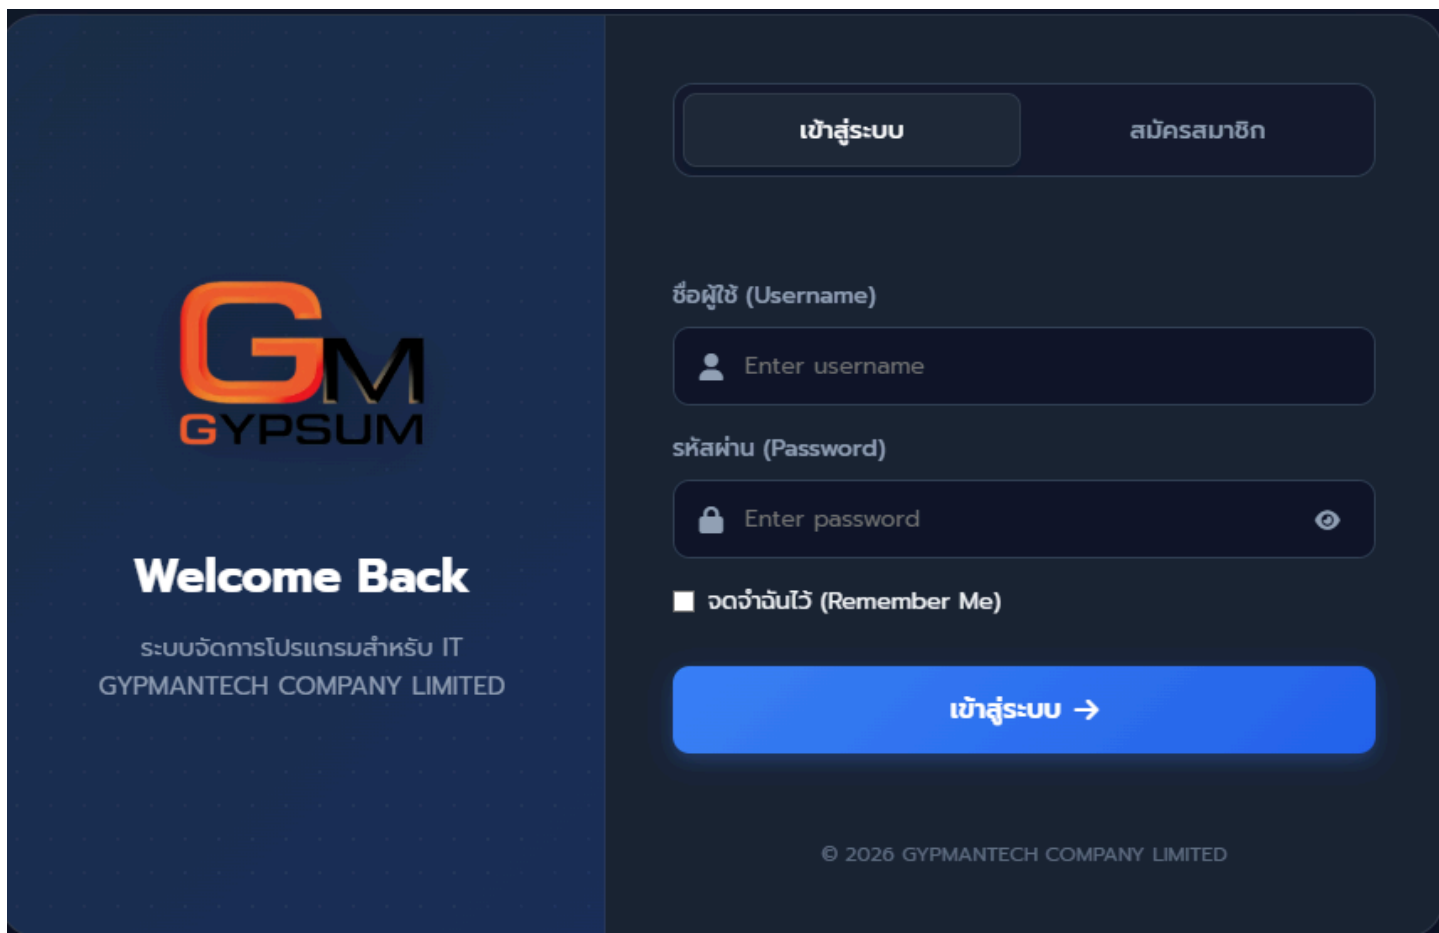 GM
GYPSUM
Welcome Back
ระบบจัดการโปรแกรมสำหรับ IT
GYPMANTECH COMPANY LIMITED
เข้าสู่ระบบ
สมัครสมาชิก
ชื่อผู้ใช้ (Username)
Enter username
รหัสผ่าน (Password)
Enter password
จดจำฉันไว้ (Remember Me)
เข้าสู่ระบบ →
© 2026 GYPMANTECH COMPANY LIMITED